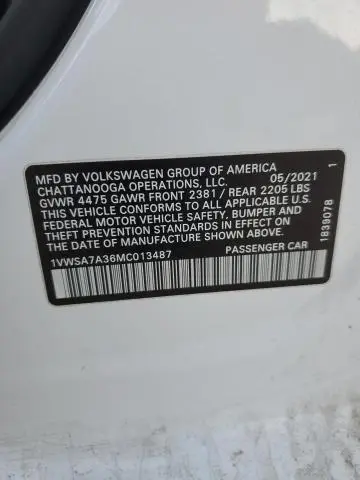 MFD BY VOLKSWAGEN GROUP OF AMERICA
CHATTANOOGA OPERATIONS, LLC. 05/2021
GVWR 4475 GAWR FRONT 2381 / REAR 2205 LBS
THIS VEHICLE CONFORMS TO ALL APPLICABLE U.S.
FEDERAL MOTOR VEHICLE SAFETY, BUMPER AND
THEFT PREVENTION STANDARDS IN EFFECT ON
THE DATE OF MANUFACTURE SHOWN ABOVE.
1VWSA7A36MC013487 PASSENGER CAR
1839078 1